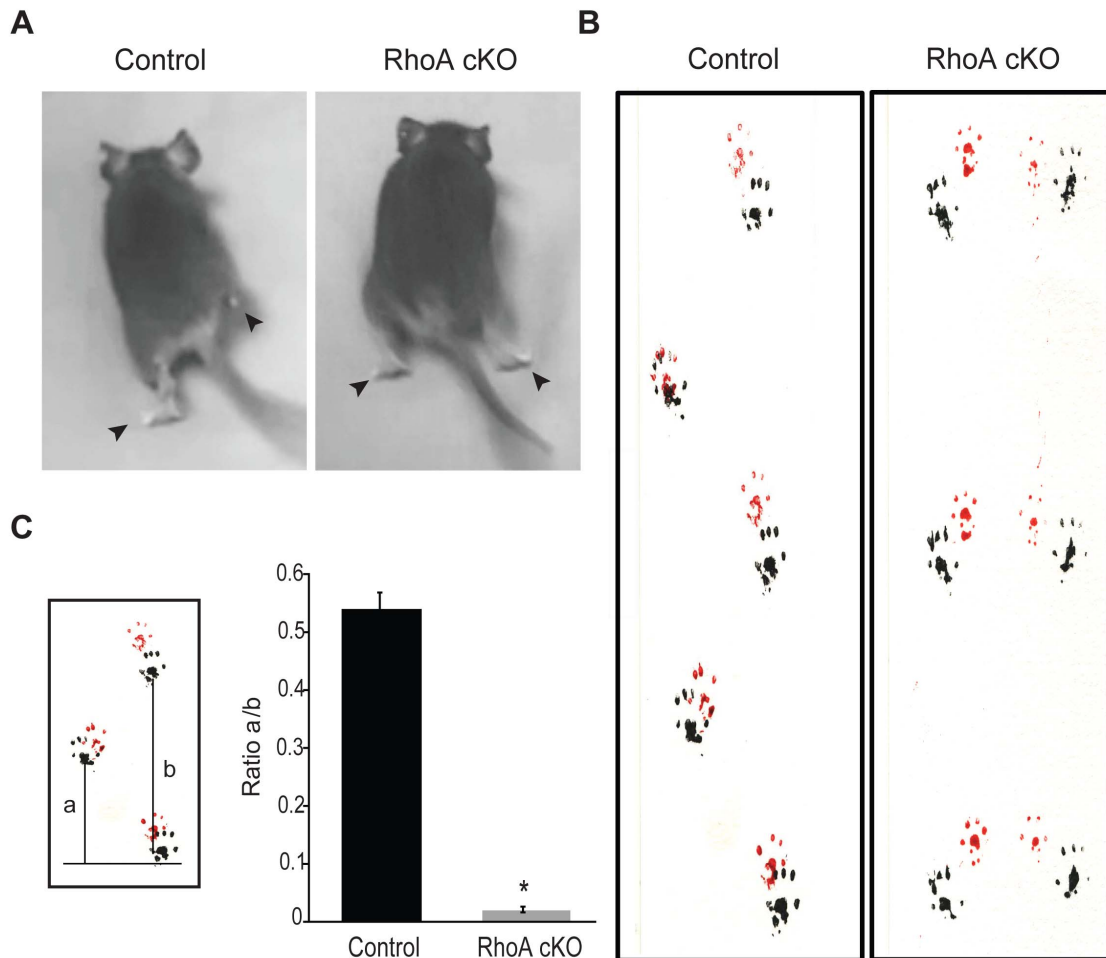 A
Control
RhoA cKO
B
Control
RhoA cKO
C
a
b
Ratio a/b
0.6
0.5
0.4
0.3
0.2
0.1
0
*
Control
RhoA cKO